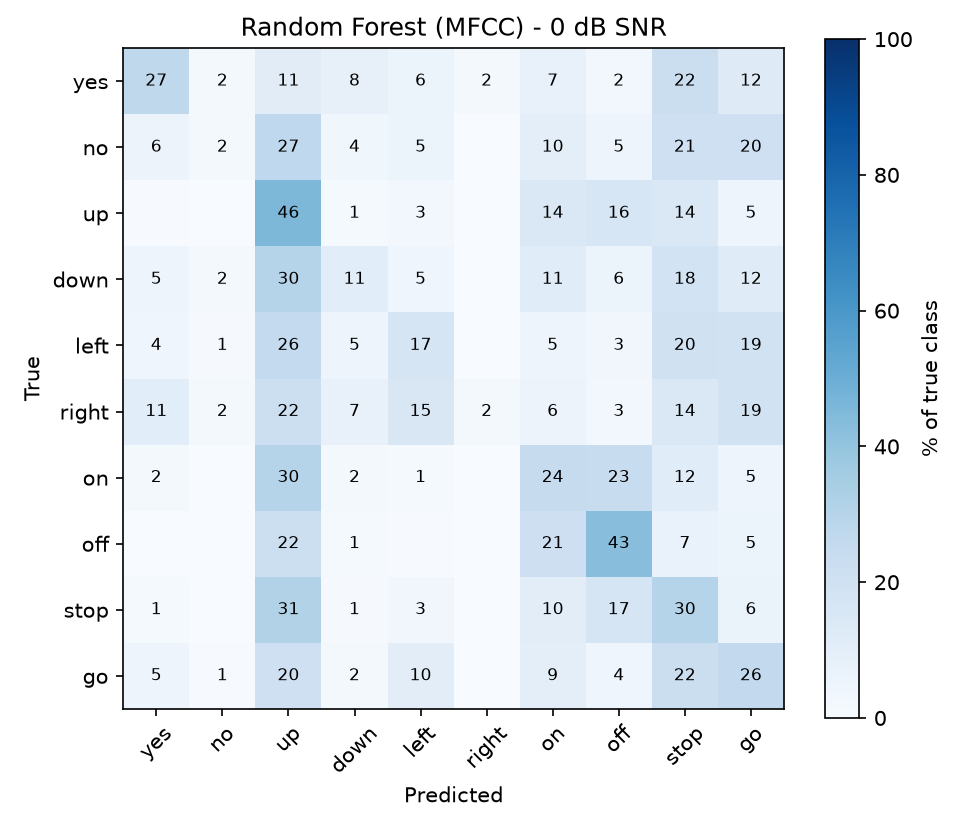 Random Forest (MFCC) - 0 dB SNR
yes 27 2 11 8 6 2 7 2 22 12
no 6 2 27 4 5 10 5 21 20
up 46 1 3 14 16 14 5
down 5 2 30 11 5 11 6 18 12
left 4 1 26 5 17 5 3 20 19
right 11 2 22 7 15 2 6 3 14 19
on 2 30 2 1 24 23 12 5
off 22 1 21 43 7 5
stop 1 31 1 3 10 17 30 6
go 5 1 20 2 10 9 4 22 26
yes no up down left right on off stop go
Predicted
True
100
80
60
40
20
0
% of true class